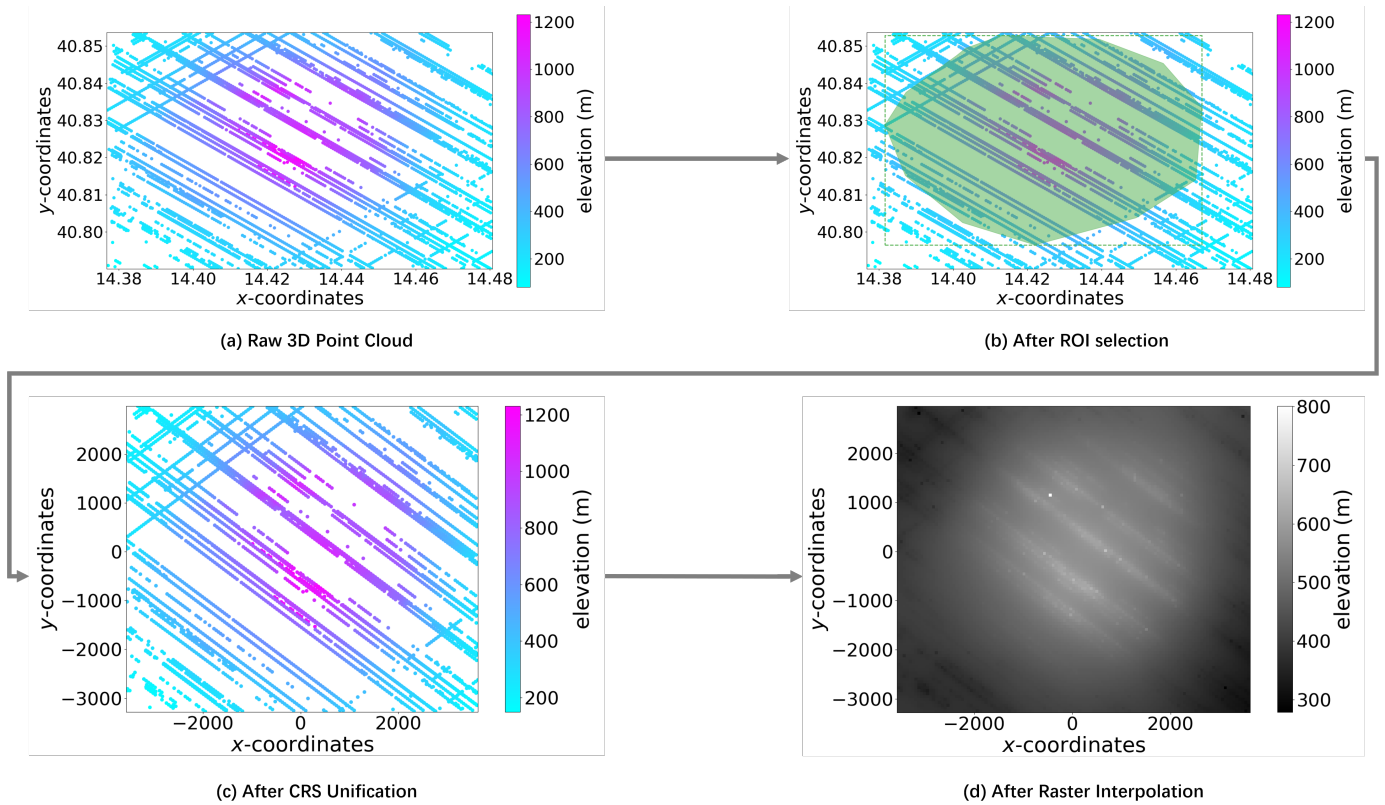 1200
1000
800
600
400
200
elevation (m)
40.85
40.84
40.83
40.82
40.81
40.80
y-coordinates
14.38 14.40 14.42 14.44 14.46 14.48
x-coordinates
(a) Raw 3D Point Cloud
1200
1000
800
600
400
200
elevation (m)
40.85
40.84
40.83
40.82
40.81
40.80
y-coordinates
14.38 14.40 14.42 14.44 14.46 14.48
x-coordinates
(b) After ROI selection
1200
1000
800
600
400
200
elevation (m)
2000
1000
0
−1000
−2000
−3000
y-coordinates
−2000 0 2000
x-coordinates
(c) After CRS Unification
800
700
600
500
400
300
elevation (m)
2000
1000
0
−1000
−2000
−3000
y-coordinates
−2000 0 2000
x-coordinates
(d) After Raster Interpolation